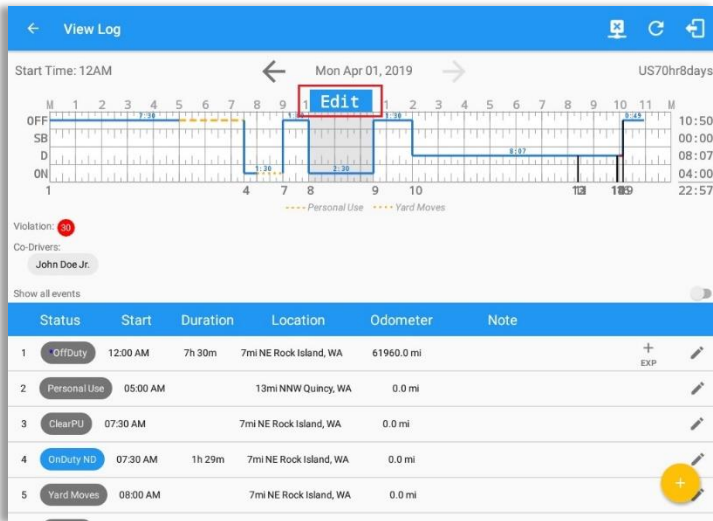 View Log
Start Time: 12AM
Mon Apr 01, 2019
US70hr8days
Edit
M 1 2 3 4 5 6 7 8 9 1 1 2 3 4 5 6 7 8 9 10 11 M
OFF 7:30 1:30 0:49 10:50
SB 00:00
D 8:07 08:07
ON 1:30 2:30 04:00
1 4 7 8 9 10 22:57
Personal Use Yard Moves
Violation: 30
Co-Drivers:
John Doe Jr.
Show all events
Status Start Duration Location Odometer Note
1 *OffDuty 12:00 AM 7h 30m 7mi NE Rock Island, WA 61960.0 mi + EXP
2 Personal Use 05:00 AM 13mi NNW Quincy, WA 0.0 mi
3 ClearPU 07:30 AM 7mi NE Rock Island, WA 0.0 mi
4 OnDuty ND 07:30 AM 1h 29m 7mi NE Rock Island, WA 0.0 mi
5 Yard Moves 08:00 AM 7mi NE Rock Island, WA 0.0 mi
+